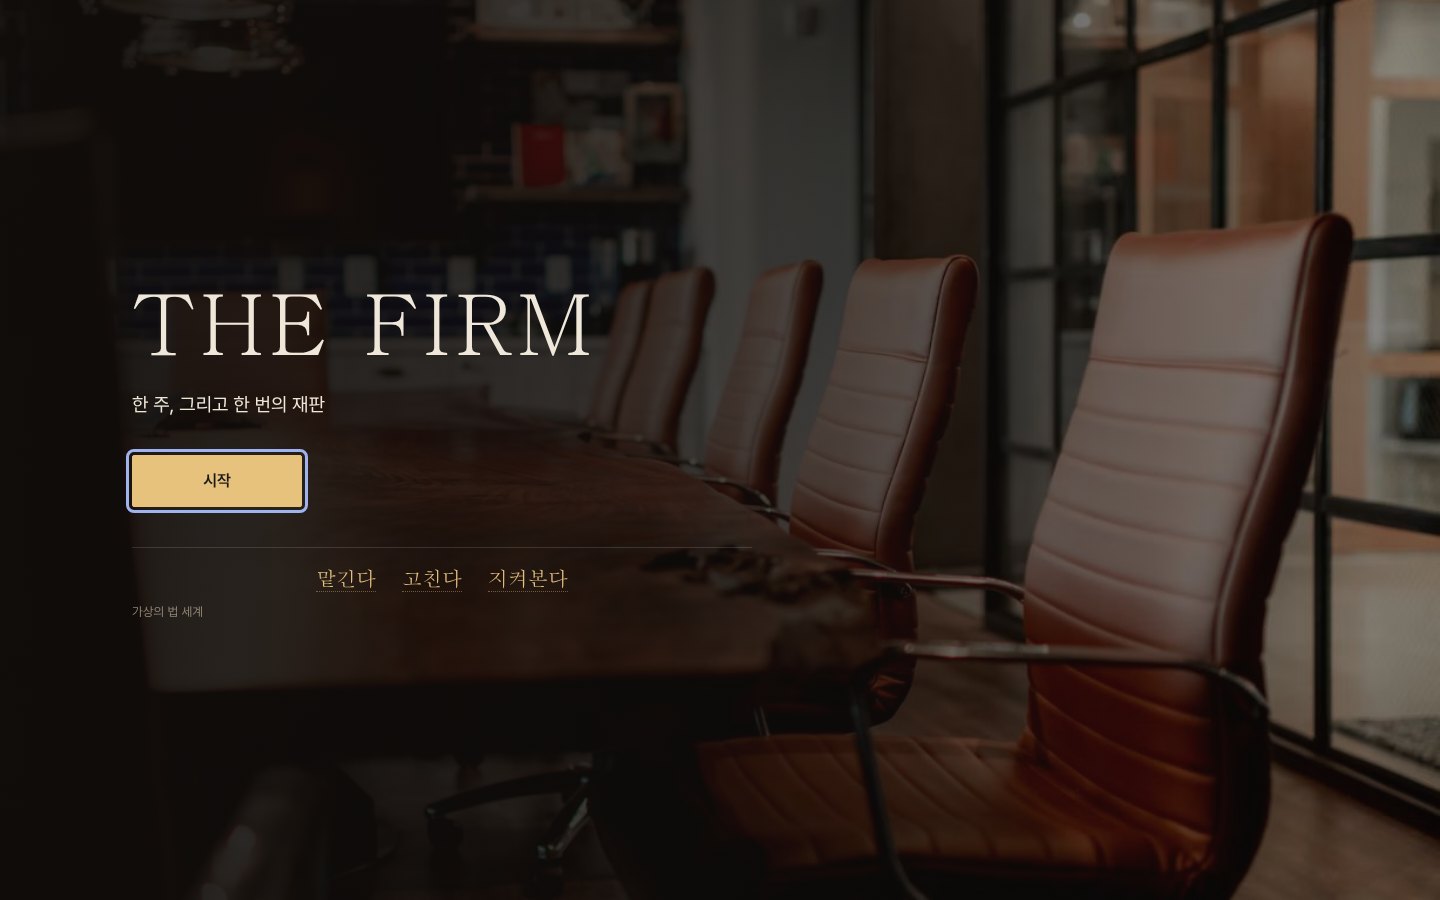 THE FIRM
한 주, 그리고 한 번의 재판
시작
맡긴다 고친다 지켜본다
가상의 법 세계